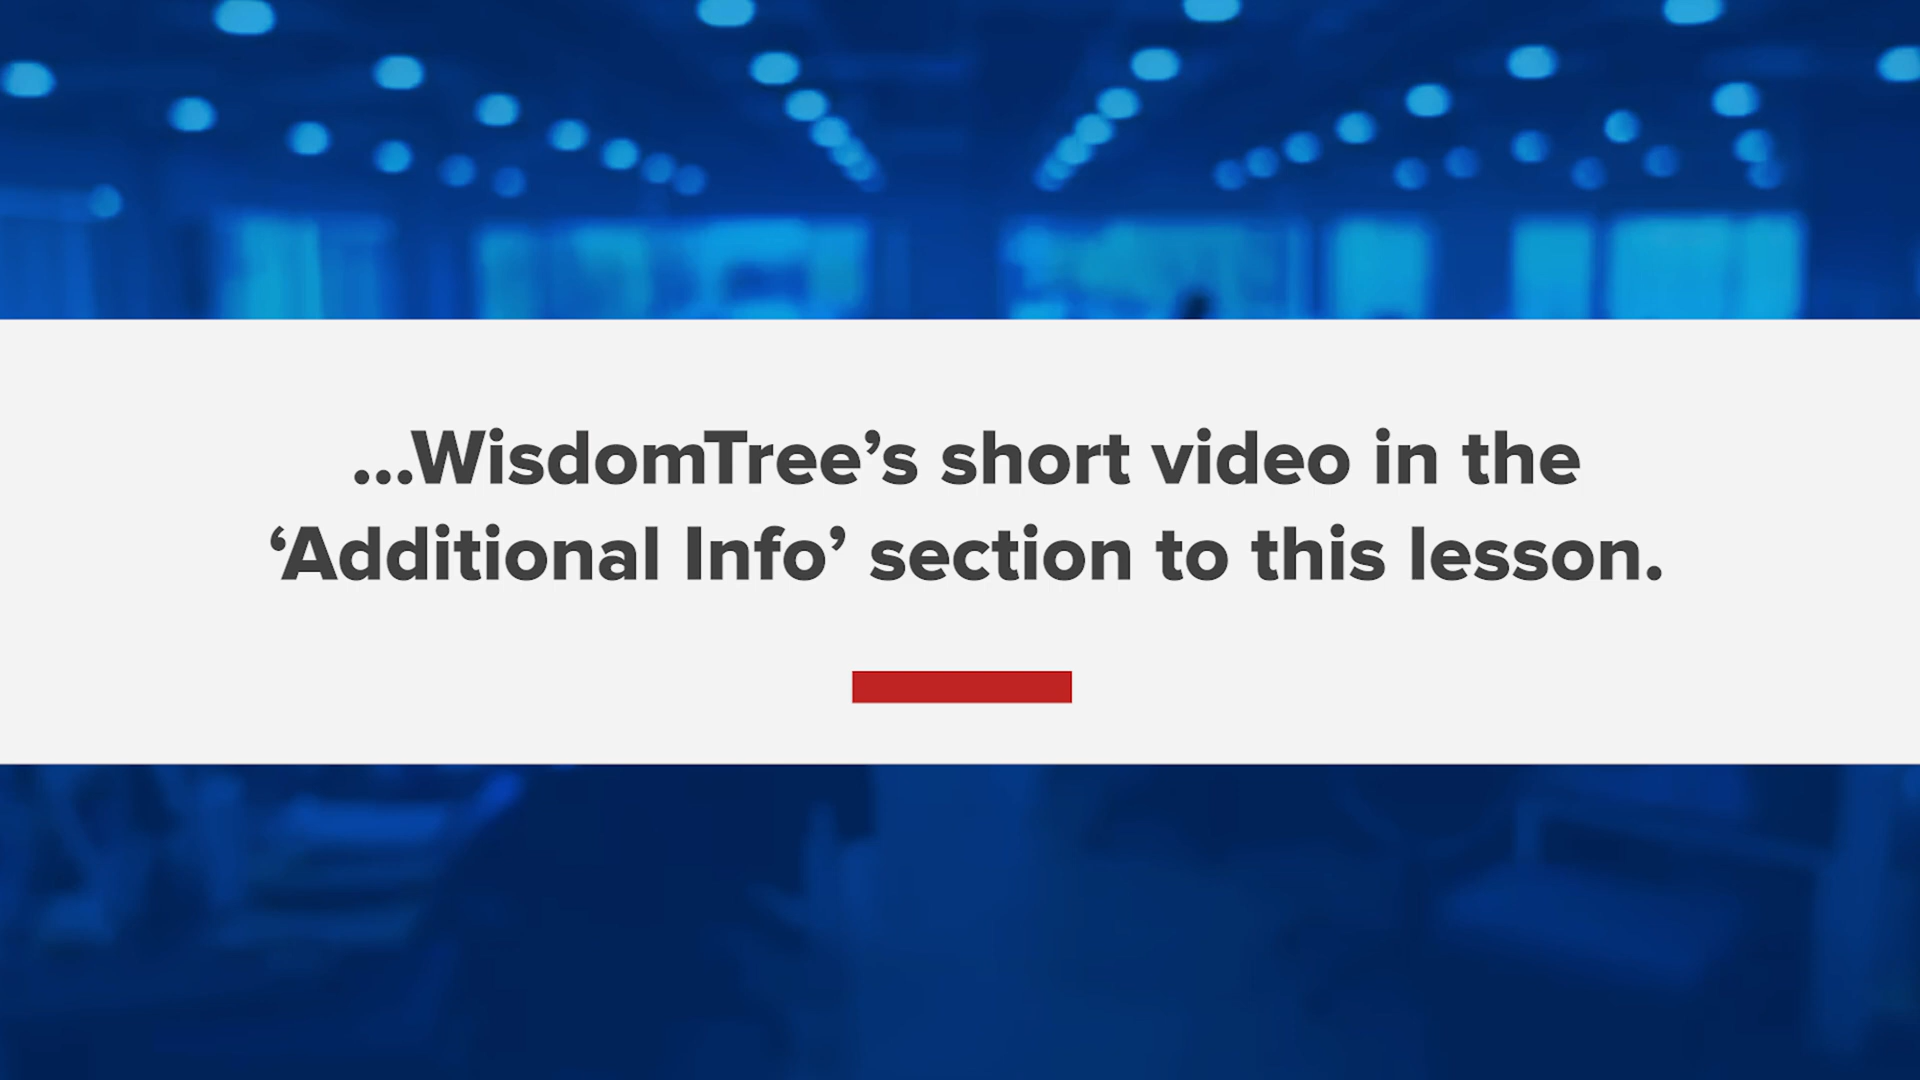 ...WisdomTree’s short video in the
‘Additional Info’ section to this lesson.